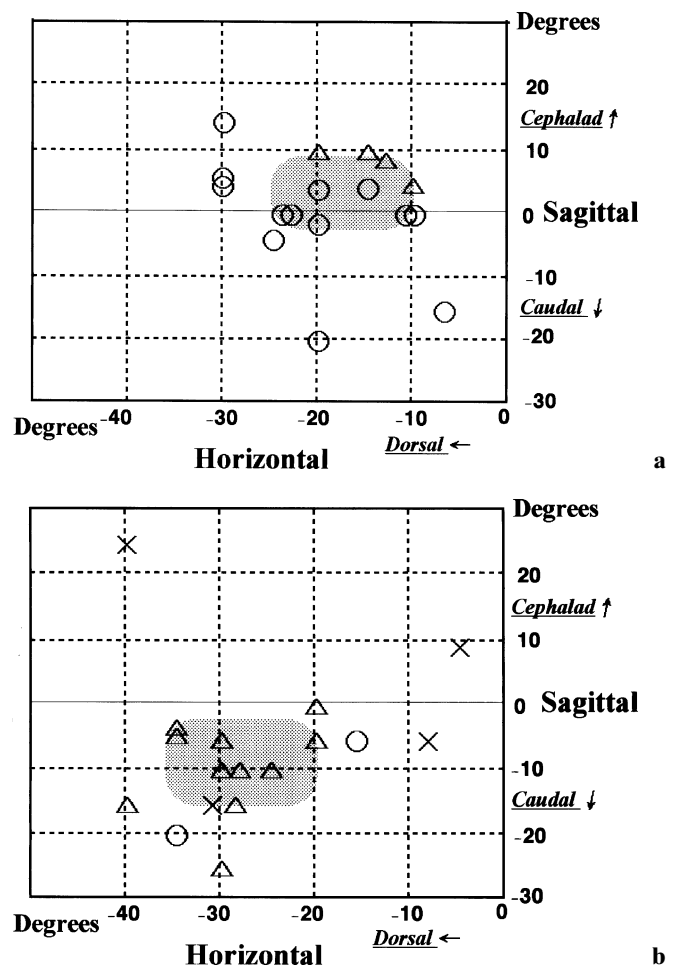 Degrees
20
Cephalad ↑
10
0 Sagittal
-10
Caudal ↓
-20
-30
Degrees -40 -30 -20 -10 0
Dorsal ←
Horizontal
a
Degrees
20
Cephalad ↑
10
0 Sagittal
-10
Caudal ↓
-20
-30
Degrees -40 -30 -20 -10 0
Dorsal ←
Horizontal
b